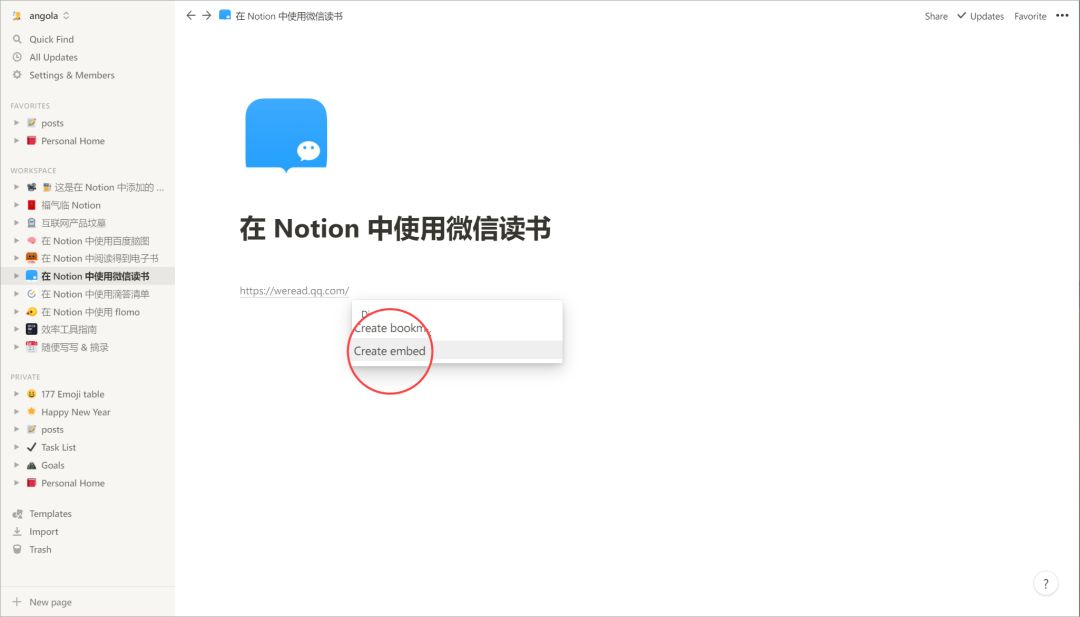 angola
Quick Find
All Updates
Settings & Members
FAVORITES
posts
Personal Home
WORKSPACE
这是在 Notion 中添加的 ...
福气临 Notion
互联网产品坟墓
在 Notion 中使用百度脑图
在 Notion 中阅读得到电子书
在 Notion 中使用微信读书
在 Notion 中使用滴答清单
在 Notion 中使用 flomo
效率工具指南
随便写写 & 摘录
PRIVATE
177 Emoji table
Happy New Year
posts
Task List
Goals
Personal Home
Templates
Import
Trash
New page
在 Notion 中使用微信读书
Share
Updates
Favorite
在 Notion 中使用微信读书
https://weread.qq.com/
Create bookm
Create embed
?